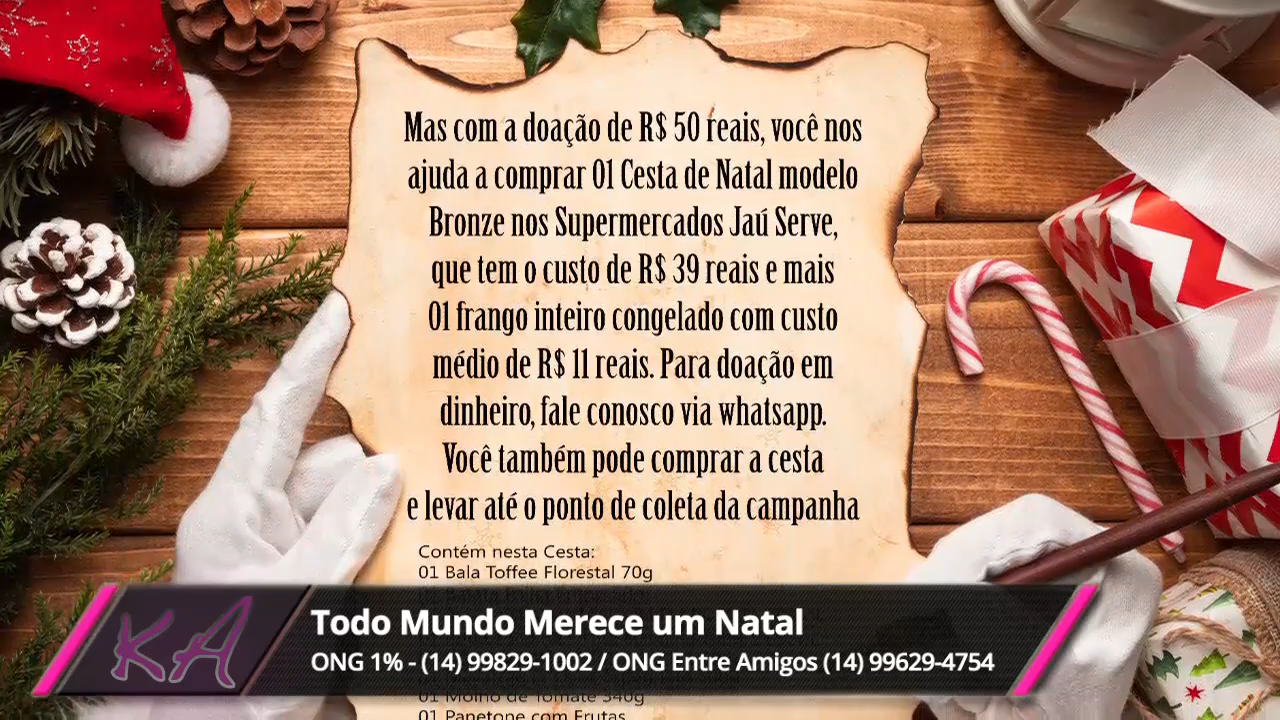 Mas com a doação de R$ 50 reais, você nos
ajuda a comprar 01 Cesta de Natal modelo
Bronze nos Supermercados Jaú Serve,
que tem o custo de R$ 39 reais e mais
01 frango inteiro congelado com custo
médio de R$ 11 reais. Para doação em
dinheiro, fale conosco via whatsapp.
Você também pode comprar a cesta
e levar até o ponto de coleta da campanha
Contém nesta Cesta:
01 Bala Toffee Florestal 70g
KA
Todo Mundo Merece um Natal
ONG 1% - (14) 99829-1002 / ONG Entre Amigos (14) 99629-4754
01 Molho de Tomate 340g
01 Panetone com Frutas